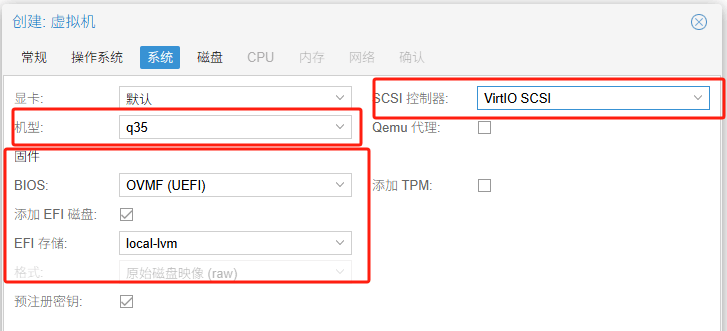 创建: 虚拟机
常规 操作系统 系统 磁盘 CPU 内存 网络 确认
显卡: 默认 SCSI 控制器: VirtIO SCSI
机型: q35 Qemu 代理:
固件
BIOS: OVMF (UEFI) 添加 TPM:
添加 EFI 磁盘:
EFI 存储: local-lvm
格式: 原始磁盘映像 (raw)
预注册密钥: